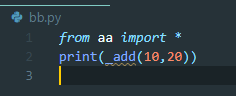 bb.py
1 from aa import *
2 print(_add(10,20))
3